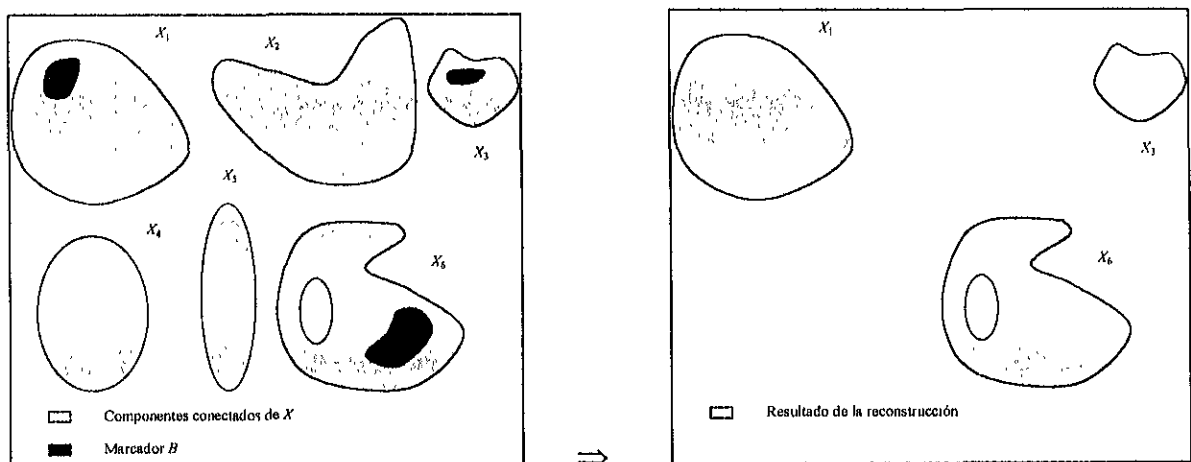 X₁
X₂
X₃
X₅
X₄
X₆
Componentes conectados de X
Marcador B
⇒
X₁
X₃
X₆
Resultado de la reconstrucción